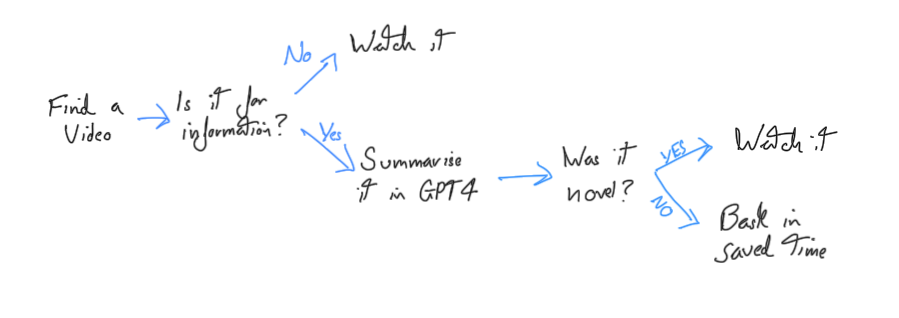 Find a
Video
Is it for
information?
No
Watch it
Yes
Summarise
it in GPT4
Was it
novel?
YES
Watch it
NO
Bask in
Saved Time